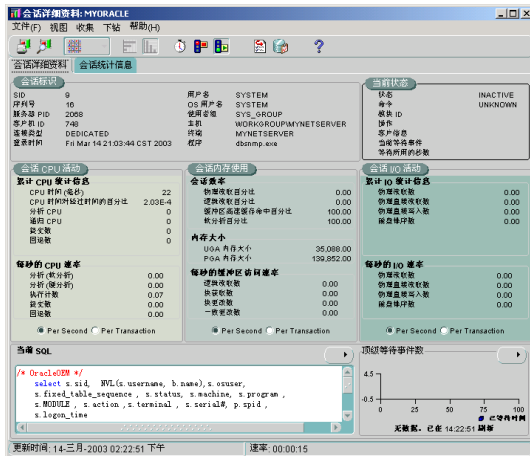 会话详细资料: MYORACLE
文件(F) 视图 收集 下钻 帮助(H)
会话详细资料 会话统计信息
会话标识
SID 9
序列号 16
服务器 PID 2068
客户机 ID 748
连接类型 DEDICATED
登录时间 Fri Mar 14 21:03:44 CST 2003
用户名 SYSTEM
OS 用户名 SYSTEM
使用者组 SYS_GROUP
主机 WORKGROUP\MYNETSERVER
终端 MYNETSERVER
程序 dbsnmp.exe
当前状态
状态 INACTIVE
命令 UNKNOWN
模块 ID
操作
客户信息
当前等待事件
等待所用的秒数
会话 CPU 活动
累计 CPU 统计信息
CPU 时间 (毫秒) 22
CPU 时间对经过时间的百分比 2.03E-4
分析 CPU 0
递归 CPU 0
提交数 0
回退数 0
每秒的 CPU 速率
分析(软分析) 0.00
分析(硬分析) 0.00
执行计数 0.07
提交数 0.00
回退数 0.00
Per Second Per Transaction
会话内存使用
会话效率
物理读取百分比 0.00
逻辑读取百分比 0.00
缓冲区高速缓存命中百分比 100.00
软分析百分比 100.00
内存大小
UGA 内存大小 35,088.00
PGA 内存大小 139,852.00
每秒的缓冲区访问速率
逻辑读取数 0.00
块获取数 0.00
块更改数 0.00
一致更改数 0.00
Per Second Per Transaction
会话 I/O 活动
累计 IO 统计信息
物理读取数 0.00
物理直接读取数 0.00
物理直接写入数 0.00
磁盘排序数 0.00
每秒的 I/O 速率
物理读取数 0.00
物理直接读取数 0.00
物理直接写入数 0.00
磁盘排序数 0.00
Per Second Per Transaction
当前 SQL
/* OracleOEM */
select s.sid, NVL(s.username, b.name),s.osuser,
s.fixed_table_sequence , s.status, s.machine, s.program ,
s.MODULE , s.action ,s.terminal , s.serial#, p.spid ,
s.logon_time
顶级等待事件数
4.5
-0.5
0 25 50 75 100
已等待时间
无数据。已在 14:22:51 刷新
更新时间: 14-三月-2003 02:22:51 下午 速率: 00:00:15